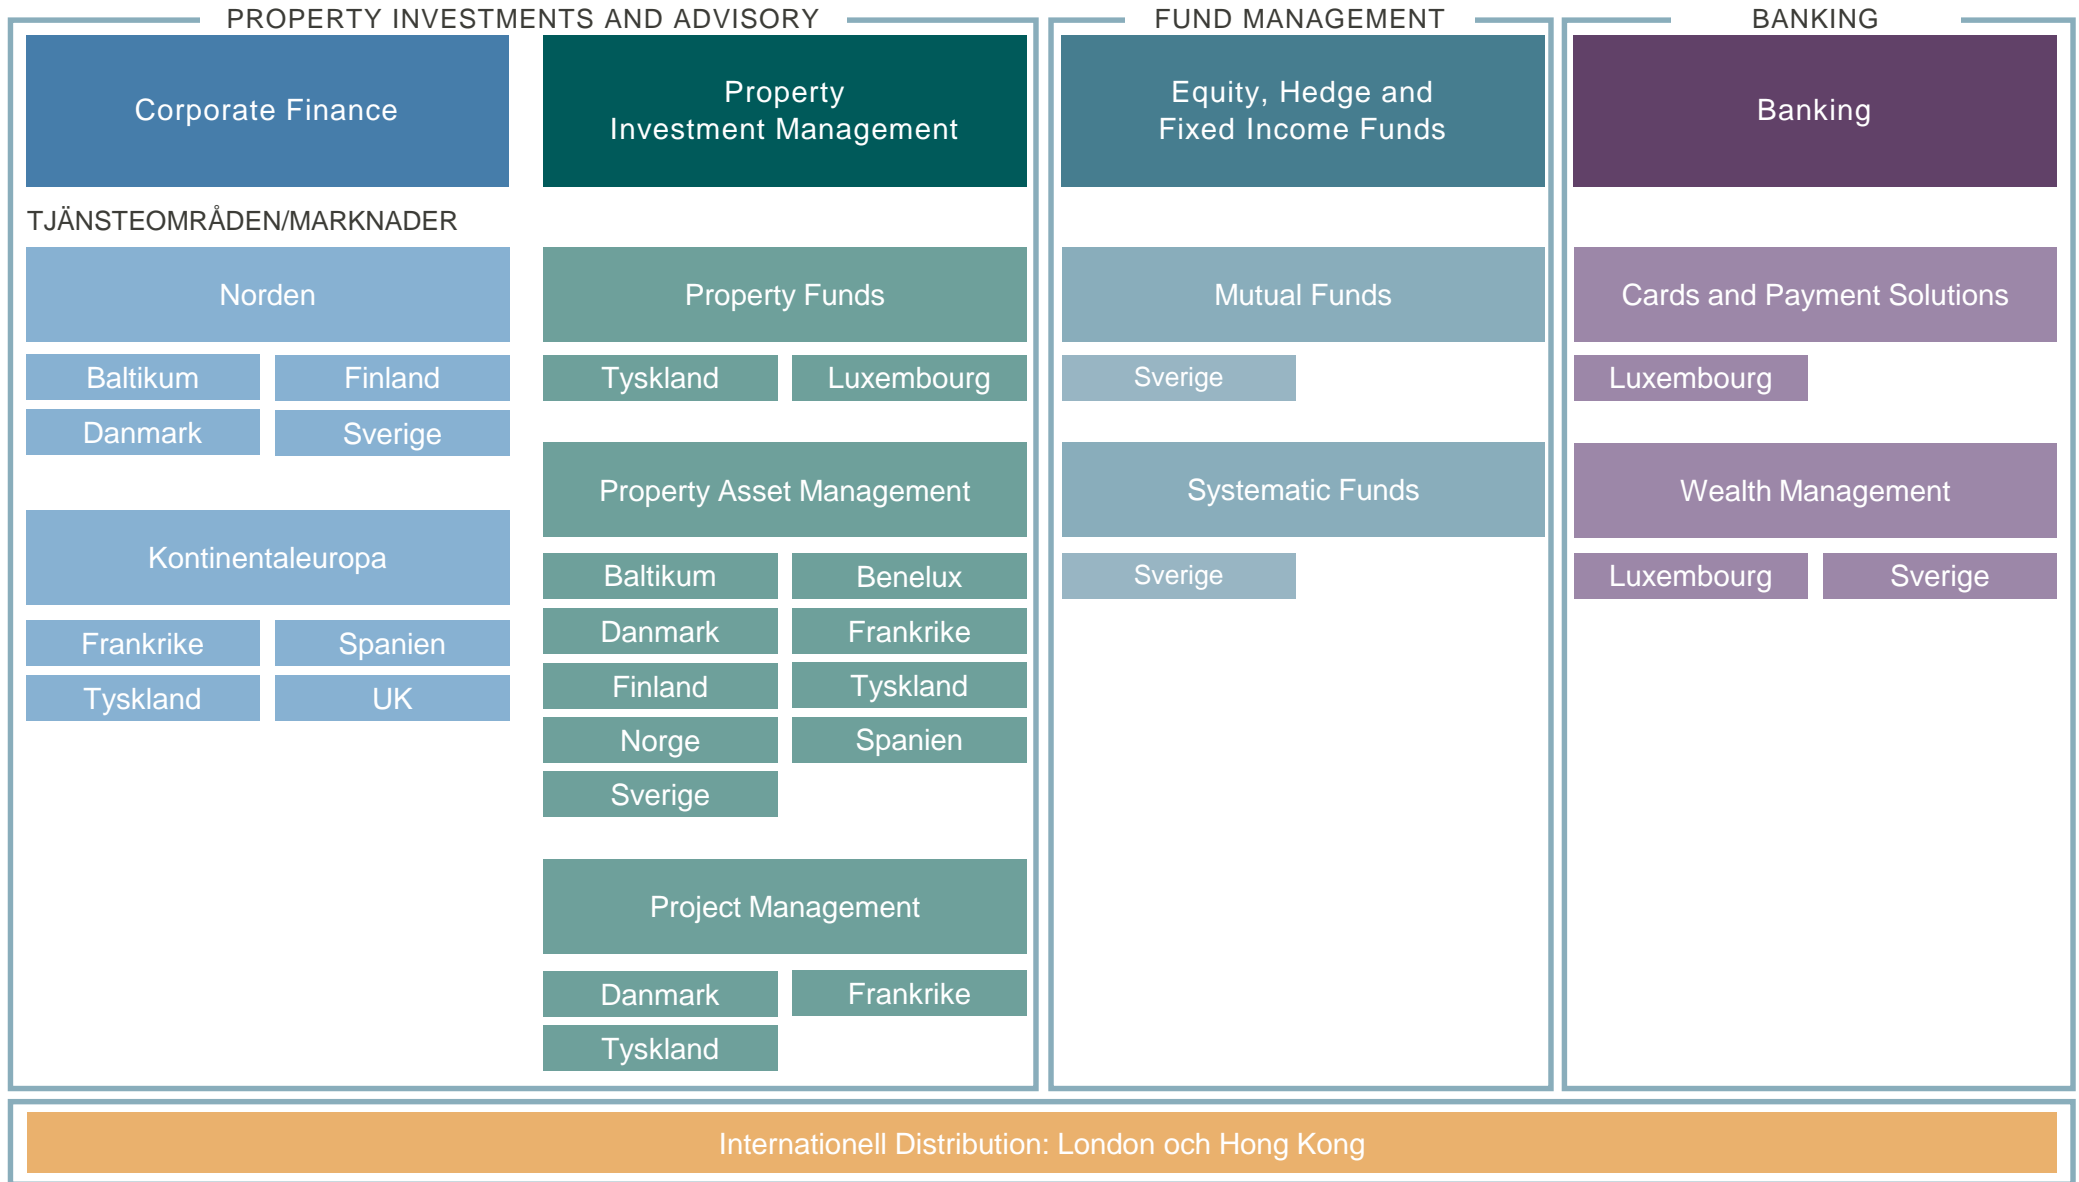 PROPERTY INVESTMENTS AND ADVISORY
Corporate Finance
Property
Investment Management
TJÄNSTEOMRÅDEN/MARKNADER
Norden
Baltikum
Finland
Danmark
Sverige
Kontinentaleuropa
Frankrike
Spanien
Tyskland
UK
Property Funds
Tyskland
Luxembourg
Property Asset Management
Baltikum
Benelux
Danmark
Frankrike
Finland
Tyskland
Norge
Spanien
Sverige
Project Management
Danmark
Frankrike
Tyskland
FUND MANAGEMENT
Equity, Hedge and
Fixed Income Funds
Mutual Funds
Sverige
Systematic Funds
Sverige
BANKING
Banking
Cards and Payment Solutions
Luxembourg
Wealth Management
Luxembourg
Sverige
Internationell Distribution: London och Hong Kong